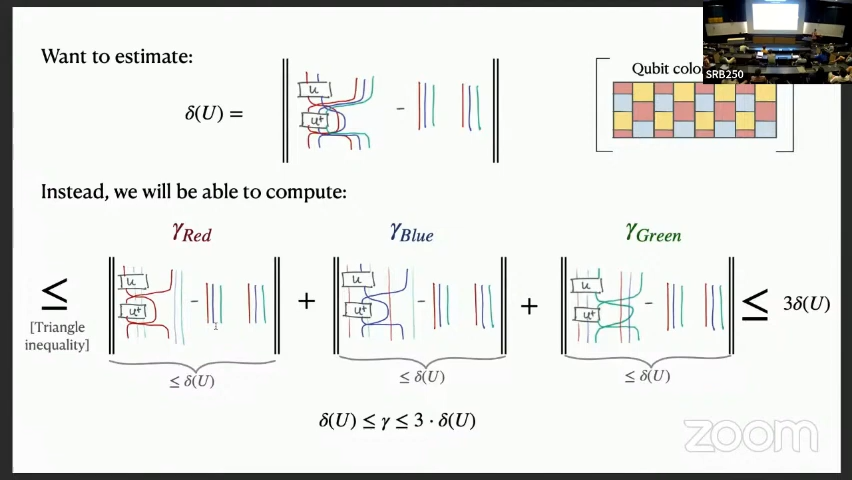 Want to estimate:
Qubit colo
SRB250
δ(U) =
u
u†
Instead, we will be able to compute:
γRed
γBlue
γGreen
≤
[Triangle
inequality]
u
u†
+
u
u†
+
u
u†
≤ 3δ(U)
≤ δ(U)
≤ δ(U)
≤ δ(U)
δ(U) ≤ γ ≤ 3 · δ(U)
zoom